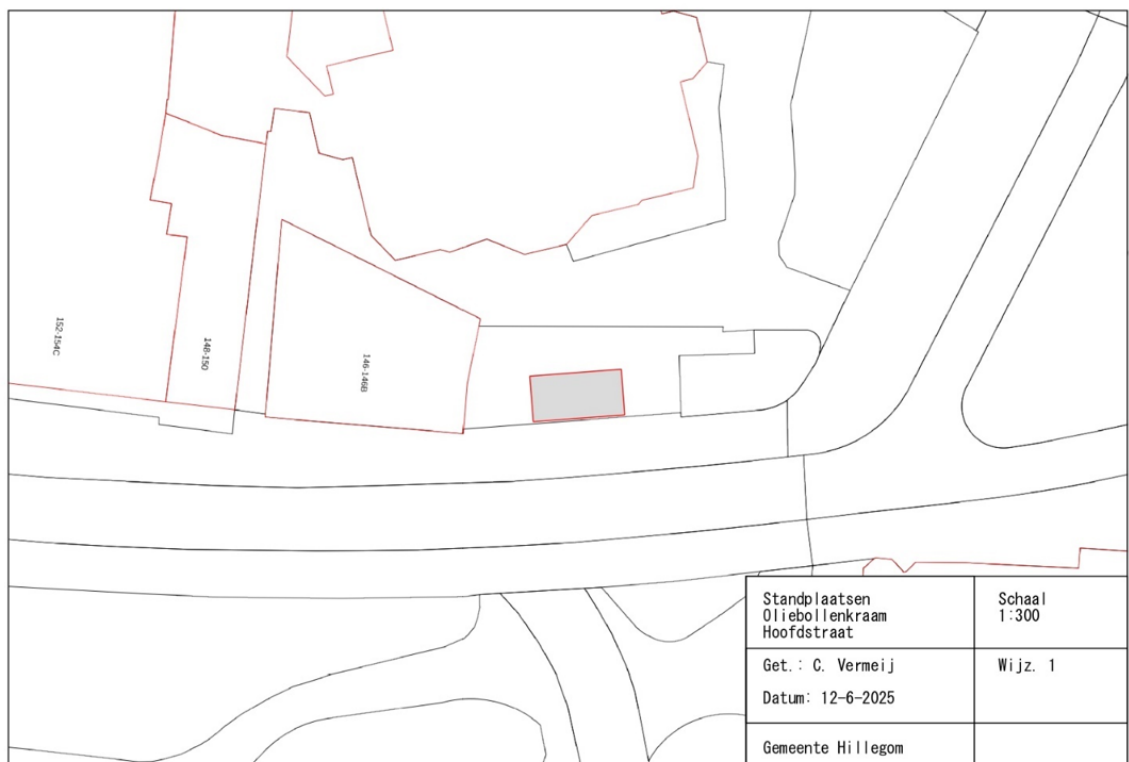 152-154C
148-150
146-146B
Standplaatsen
Oliebollenkraam
Hoofdstraat
Schaal
1:300
Get.: C. Vermeij
Wijz. 1
Datum: 12-6-2025
Gemeente Hillegom